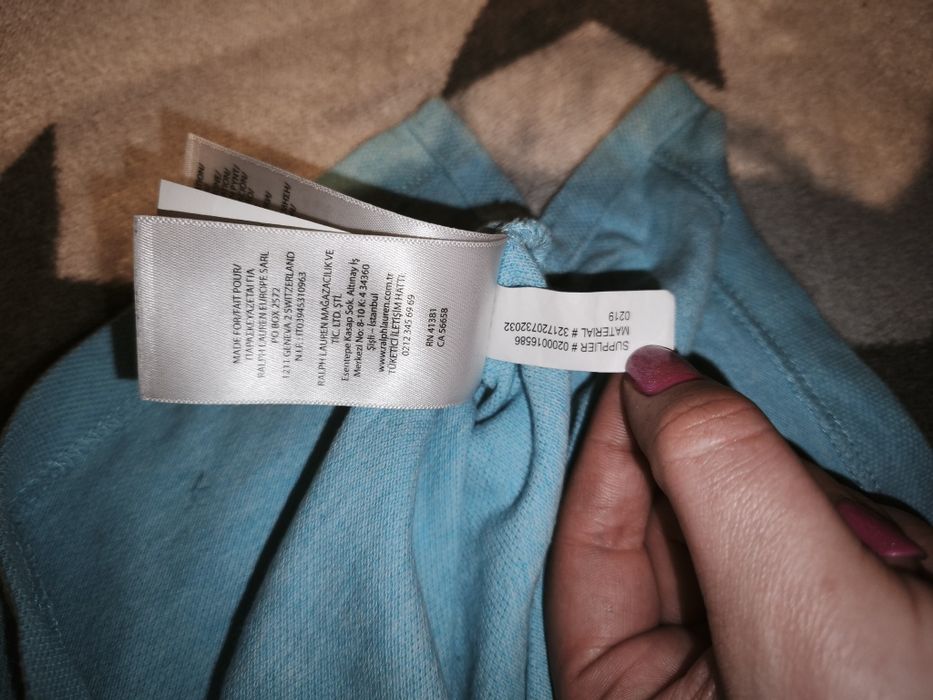 MADE FOR/FAIT POUR/
ΠΑΡΑΚΕΥΑΖΕΤΑΙ ΓΙΑ
RALPH LAUREN EUROPE SARL
PO BOX 2572
1211 GENEVA 2 SWITZERLAND
N.I.F.: IT03945310963
RALPH LAUREN MAĞAZACILIK VE
TİC. LTD. ŞTİ.
Esentepe Kasap Sok. Altınay İş
Merkezi No: 8-10 K: 4 34360
Şişli – İstanbul
www.ralphlauren.com.tr
TÜKETİCİ İLETİŞİM HATTI:
0212 345 69 69
RN 41381
CA 56658
SUPPLIER # 0200016586
MATERIAL # 321720732032
0219